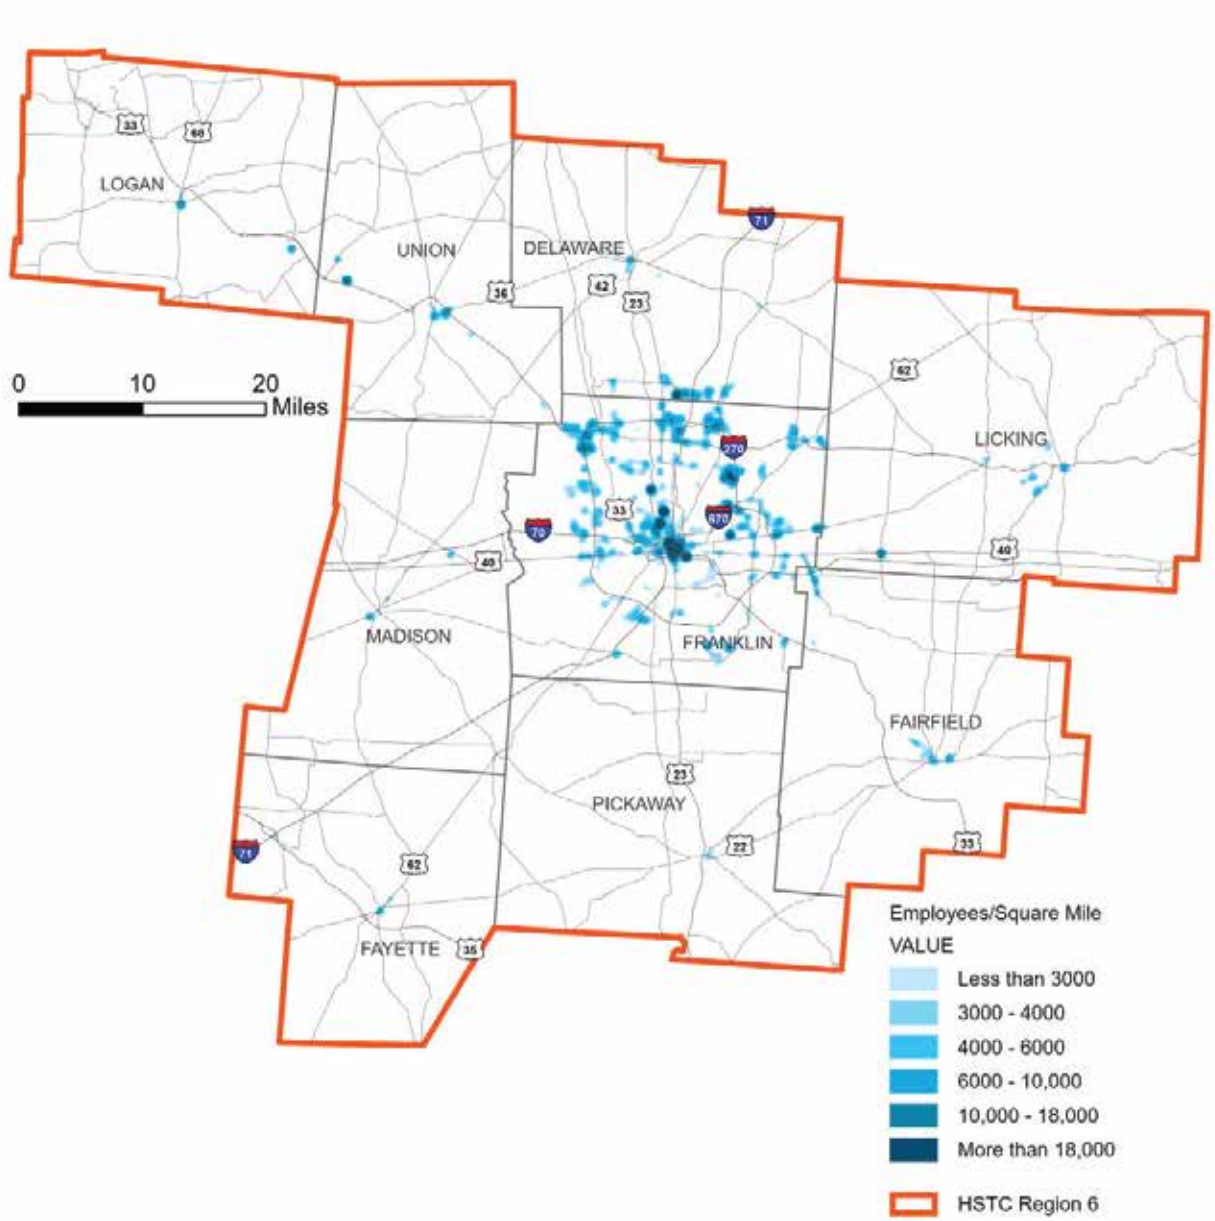 33
68
LOGAN
71
UNION
DELAWARE
36
42
23
0 10 20
Miles
62
LICKING
270
33
670
70
40
40
MADISON
FRANKLIN
FAIRFIELD
23
PICKAWAY
22
33
71
62
FAYETTE
35
Employees/Square Mile
VALUE
Less than 3000
3000 - 4000
4000 - 6000
6000 - 10,000
10,000 - 18,000
More than 18,000
HSTC Region 6